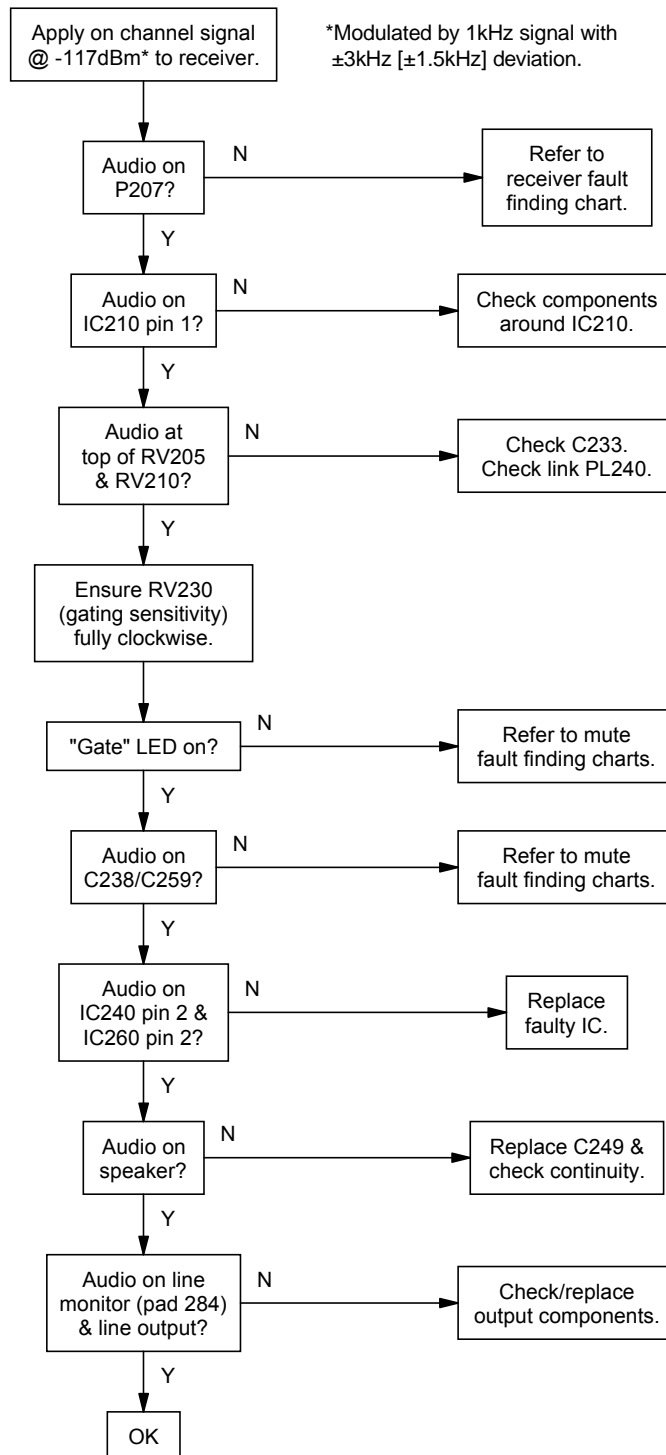 Apply on channel signal
@ -117dBm* to receiver.
*Modulated by 1kHz signal with
±3kHz [±1.5kHz] deviation.
Audio on
P207?
N
Refer to
receiver fault
finding chart.
Y
Audio on
IC210 pin 1?
N
Check components
around IC210.
Y
Audio at
top of RV205
& RV210?
N
Check C233.
Check link PL240.
Y
Ensure RV230
(gating sensitivity)
fully clockwise.
"Gate" LED on?
N
Refer to mute
fault finding charts.
Y
Audio on
C238/C259?
N
Refer to mute
fault finding charts.
Y
Audio on
IC240 pin 2 &
IC260 pin 2?
N
Replace
faulty IC.
Y
Audio on
speaker?
N
Replace C249 &
check continuity.
Y
Audio on line
monitor (pad 284)
& line output?
N
Check/replace
output components.
Y
OK